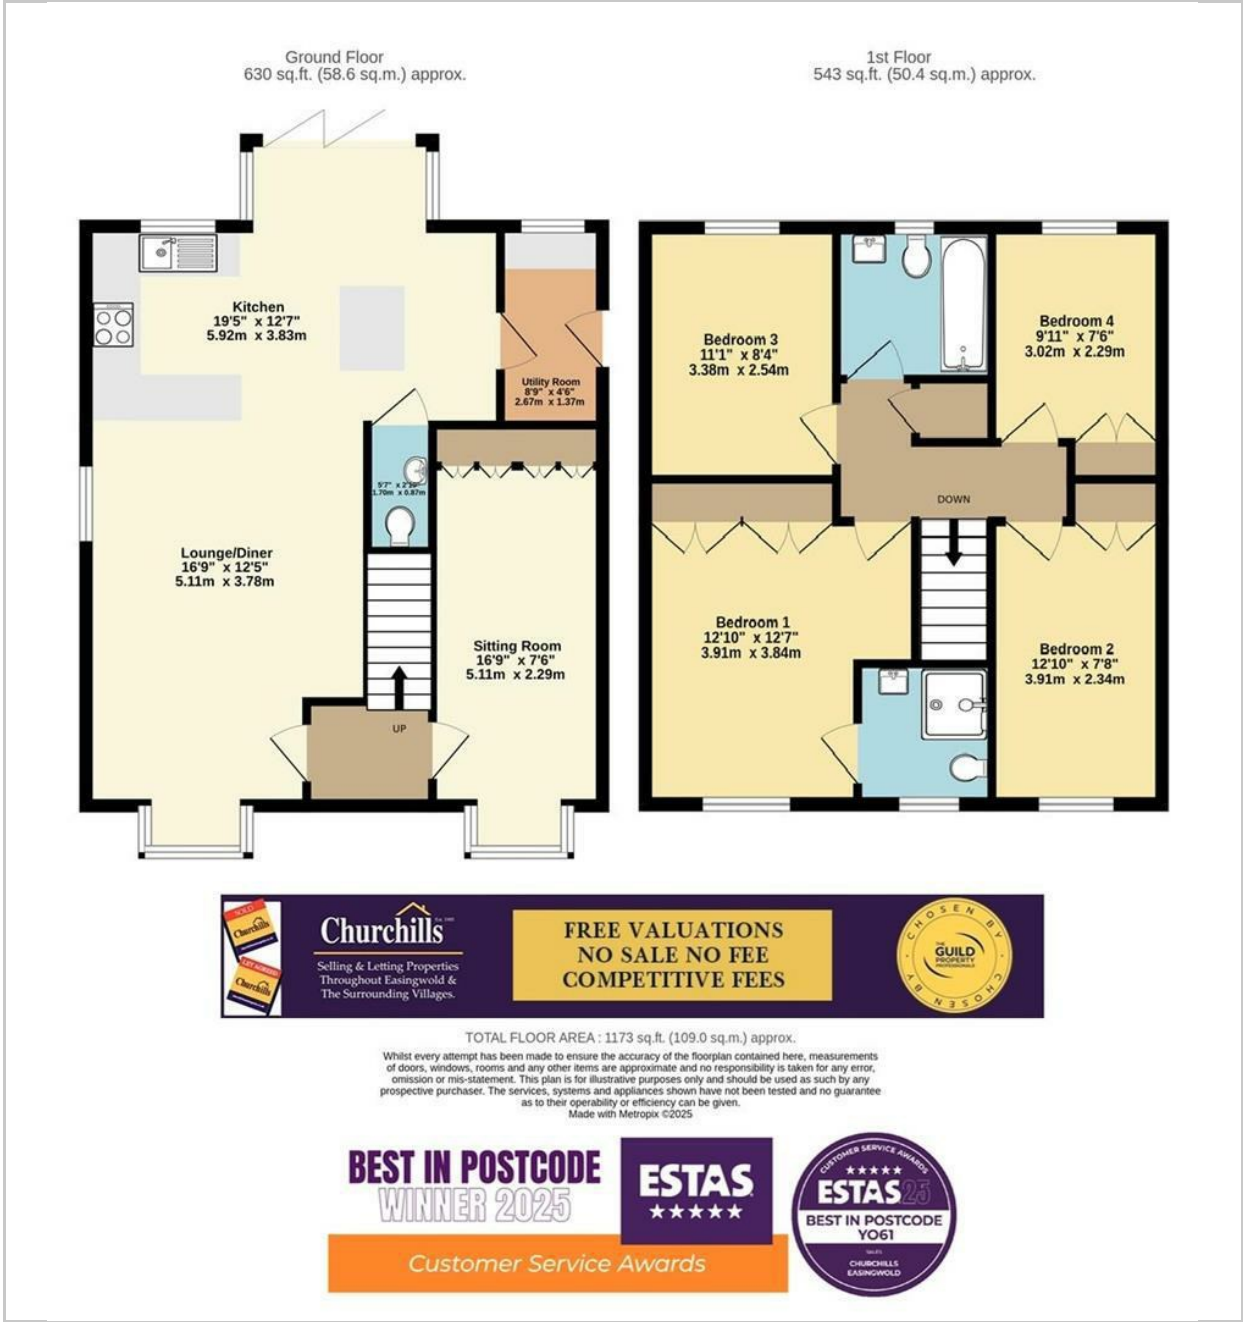 Ground Floor
630 sq.ft. (58.6 sq.m.) approx.
1st Floor
543 sq.ft. (50.4 sq.m.) approx.
Kitchen
19'5" x 12'7"
5.92m x 3.83m
Utility Room
8'9" x 4'6"
2.67m x 1.37m
5'7" x
1.70m x 0.87m
Lounge/Diner
16'9" x 12'5"
5.11m x 3.78m
Sitting Room
16'9" x 7'6"
5.11m x 2.29m
UP
Bedroom 3
11'1" x 8'4"
3.38m x 2.54m
Bedroom 4
9'11" x 7'6"
3.02m x 2.29m
DOWN
Bedroom 1
12'10" x 12'7"
3.91m x 3.84m
Bedroom 2
12'10" x 7'8"
3.91m x 2.34m
SOLD
Churchills
LET AGREED
Churchills
Churchills
Selling & Letting Properties
Throughout Easingwold &
The Surrounding Villages.
FREE VALUATIONS
NO SALE NO FEE
COMPETITIVE FEES
CHOSEN BY
THE
GUILD
PROPERTY
PROFESSIONALS
CHOSEN BY
TOTAL FLOOR AREA : 1173 sq.ft. (109.0 sq.m.) approx.
Whilst every attempt has been made to ensure the accuracy of the floorplan contained here, measurements
of doors, windows, rooms and any other items are approximate and no responsibility is taken for any error,
omission or mis-statement. This plan is for illustrative purposes only and should be used as such by any
prospective purchaser. The services, systems and appliances shown have not been tested and no guarantee
as to their operability or efficiency can be given.
Made with Metropix ©2025
BEST IN POSTCODE
WINNER 2025
ESTAS
★★★★★
Customer Service Awards
CUSTOMER SERVICE AWARDS
★★★★★
ESTAS 25
BEST IN POSTCODE
YO61
SALES
CHURCHILLS
EASINGWOLD